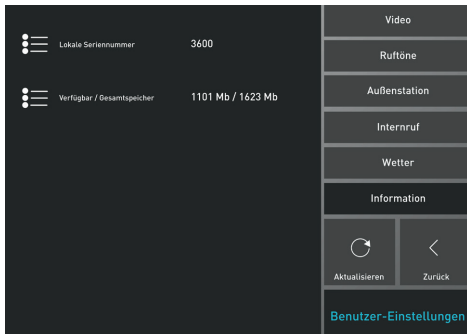 Lokale Seriennummer 3600
Verfügbar / Gesamtspeicher 1101 Mb / 1623 Mb
Video
Ruftöne
Außenstation
Internruf
Wetter
Information
Aktualisieren Zurück
Benutzer-Einstellungen